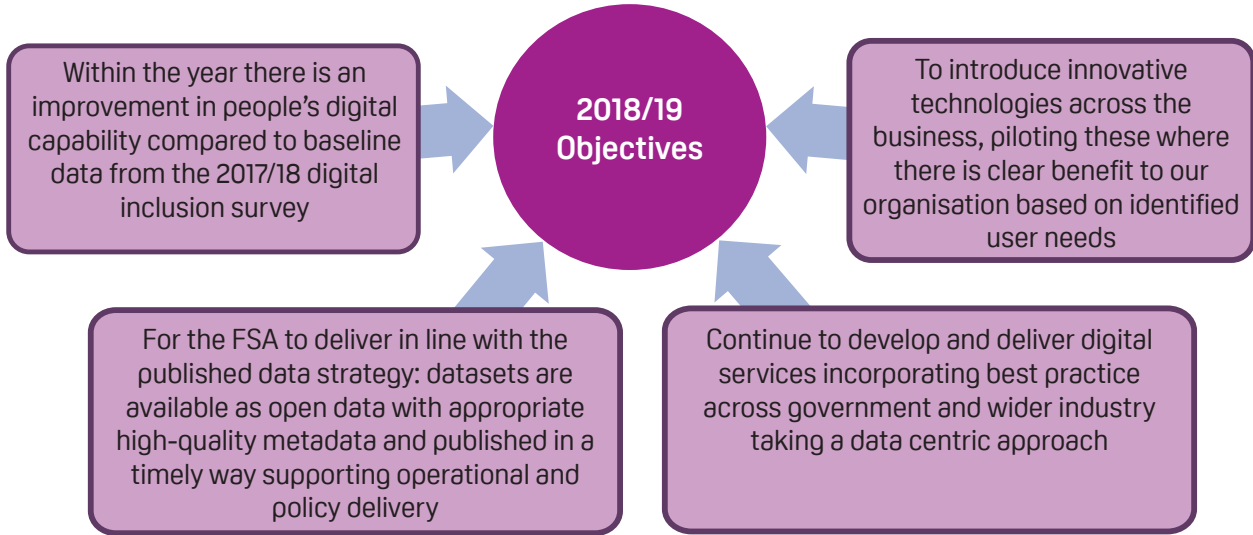 Within the year there is an
improvement in people's digital
capability compared to baseline
data from the 2017/18 digital
inclusion survey
2018/19
Objectives
To introduce innovative
technologies across the
business, piloting these where
there is clear benefit to our
organisation based on identified
user needs
For the FSA to deliver in line with the
published data strategy: datasets are
available as open data with appropriate
high-quality metadata and published in a
timely way supporting operational and
policy delivery
Continue to develop and deliver digital
services incorporating best practice
across government and wider industry
taking a data centric approach